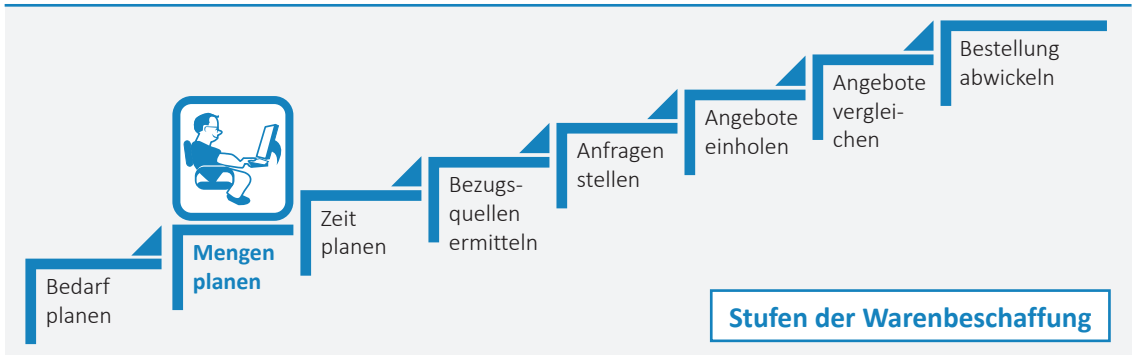 Bedarf
planen
Mengen
planen
Zeit
planen
Bezugs-
quellen
ermitteln
Anfragen
stellen
Angebote
einholen
Angebote
verglei-
chen
Bestellung
abwickeln
Stufen der Warenbeschaffung